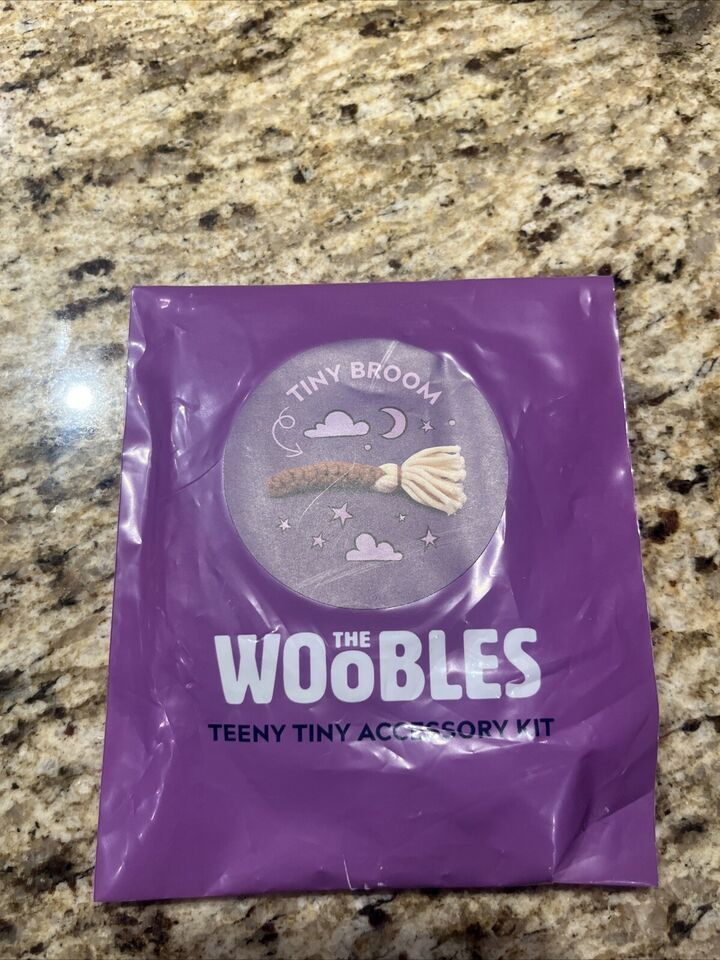 TINY BROOM
THE
WOOBLES
TEENY TINY ACCESSORY KIT